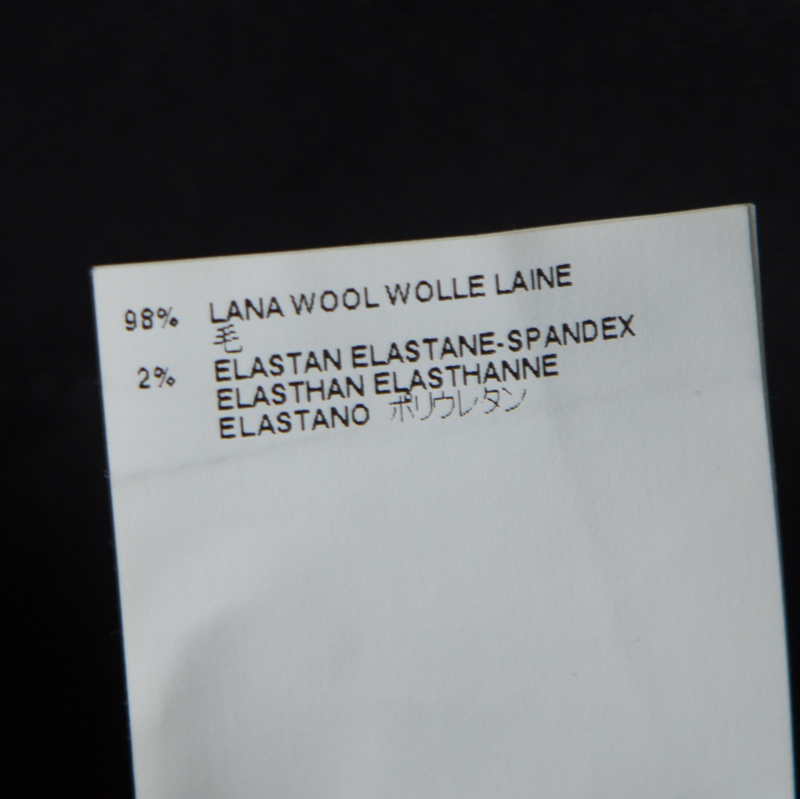 98% LANA WOOL WOLLE LAINE
毛
2% ELASTAN ELASTANE-SPANDEX
ELASTHAN ELASTHANNE
ELASTANO ポリウレタン